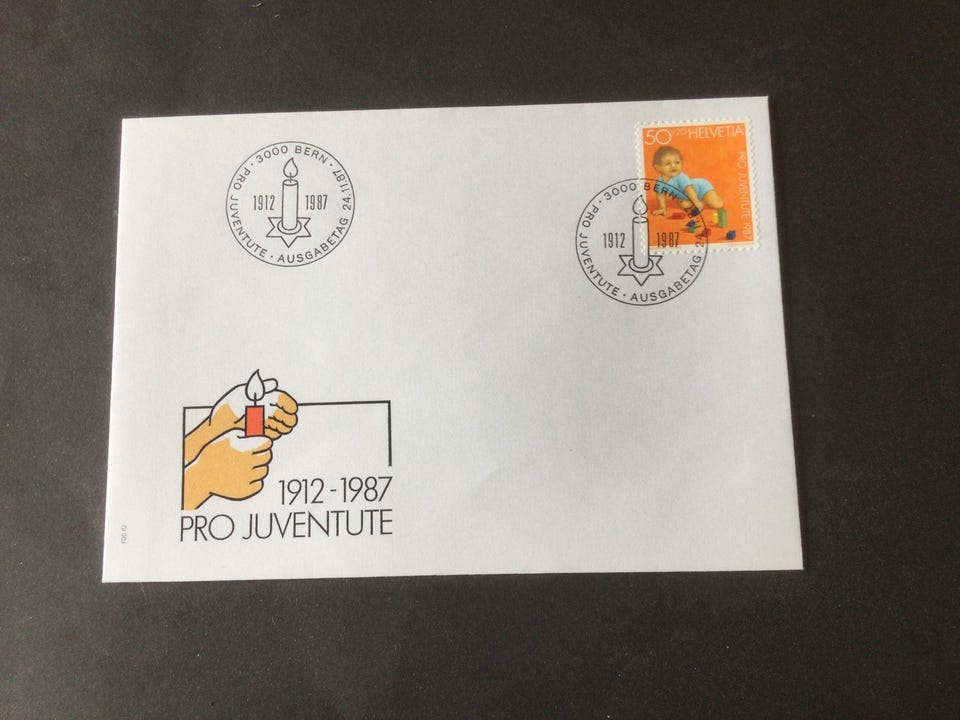 · 3000 BERN ·
PRO JUVENTUTE · AUSGABETAG 24.11.87
1912 1987
50+20 HELVETIA
PRO JUVENTUTE 1987
· 3000 BERN
PRO JUVENTUTE · AUSGABETAG 24
1912 1987
1912 - 1987
PRO JUVENTUTE